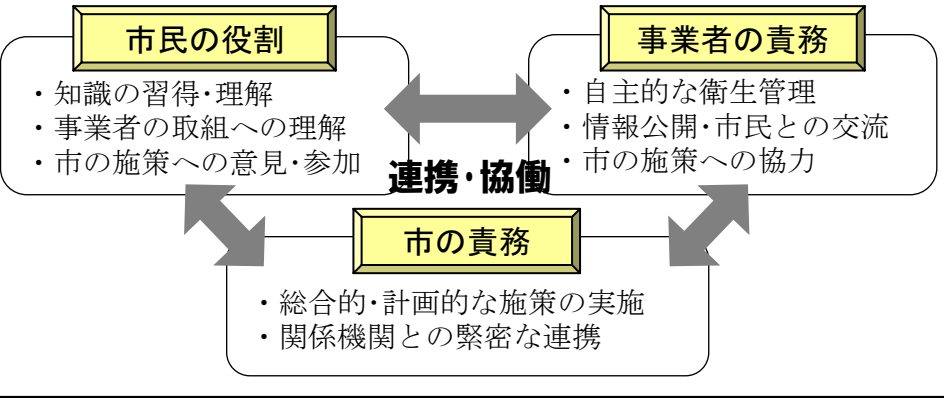 市民の役割
・知識の習得･理解
・事業者の取組への理解
・市の施策への意見･参加
事業者の責務
・自主的な衛生管理
・情報公開･市民との交流
・市の施策への協力
連携･協働
市の責務
・総合的･計画的な施策の実施
・関係機関との緊密な連携